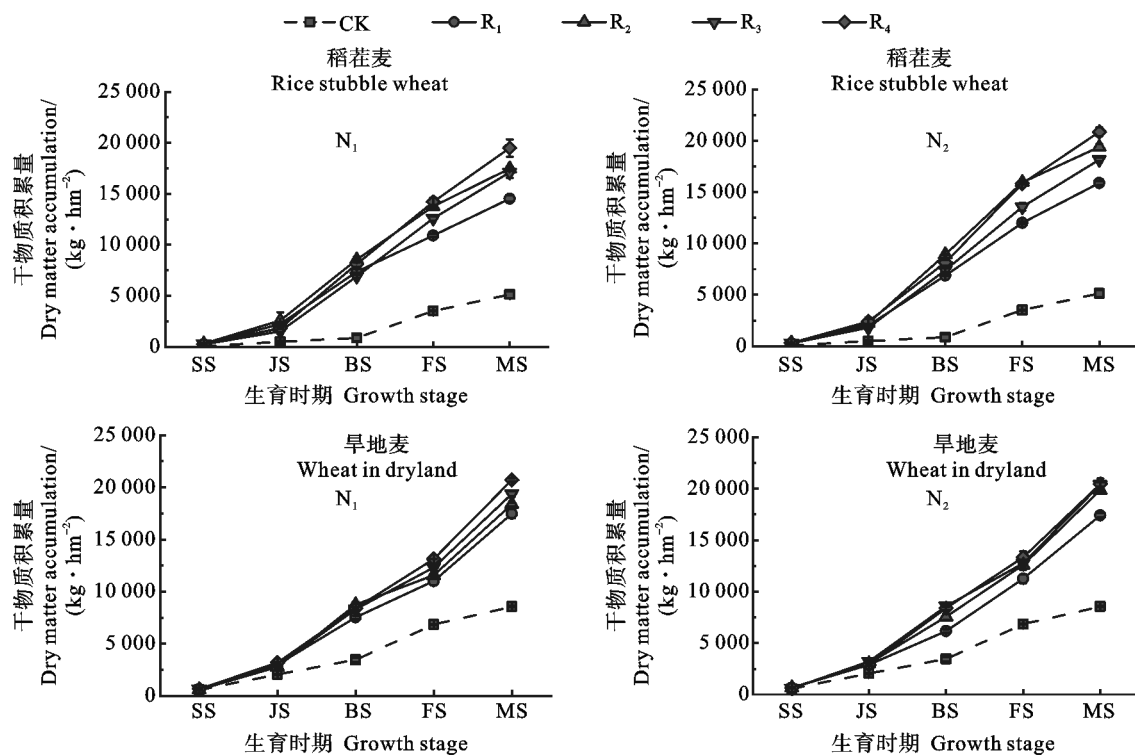 CK R₁ R₂ R₃ R₄
稻茬麦
Rice stubble wheat
N₁
干物质积累量
Dry matter accumulation/
(kg·hm⁻²)
25 000
20 000
15 000
10 000
5 000
0
SS JS BS FS MS
生育时期 Growth stage
稻茬麦
Rice stubble wheat
N₂
干物质积累量
Dry matter accumulation/
(kg·hm⁻²)
25 000
20 000
15 000
10 000
5 000
0
SS JS BS FS MS
生育时期 Growth stage
旱地麦
Wheat in dryland
N₁
干物质积累量
Dry matter accumulation/
(kg·hm⁻²)
25 000
20 000
15 000
10 000
5 000
0
SS JS BS FS MS
生育时期 Growth stage
旱地麦
Wheat in dryland
N₂
干物质积累量
Dry matter accumulation/
(kg·hm⁻²)
25 000
20 000
15 000
10 000
5 000
0
SS JS BS FS MS
生育时期 Growth stage